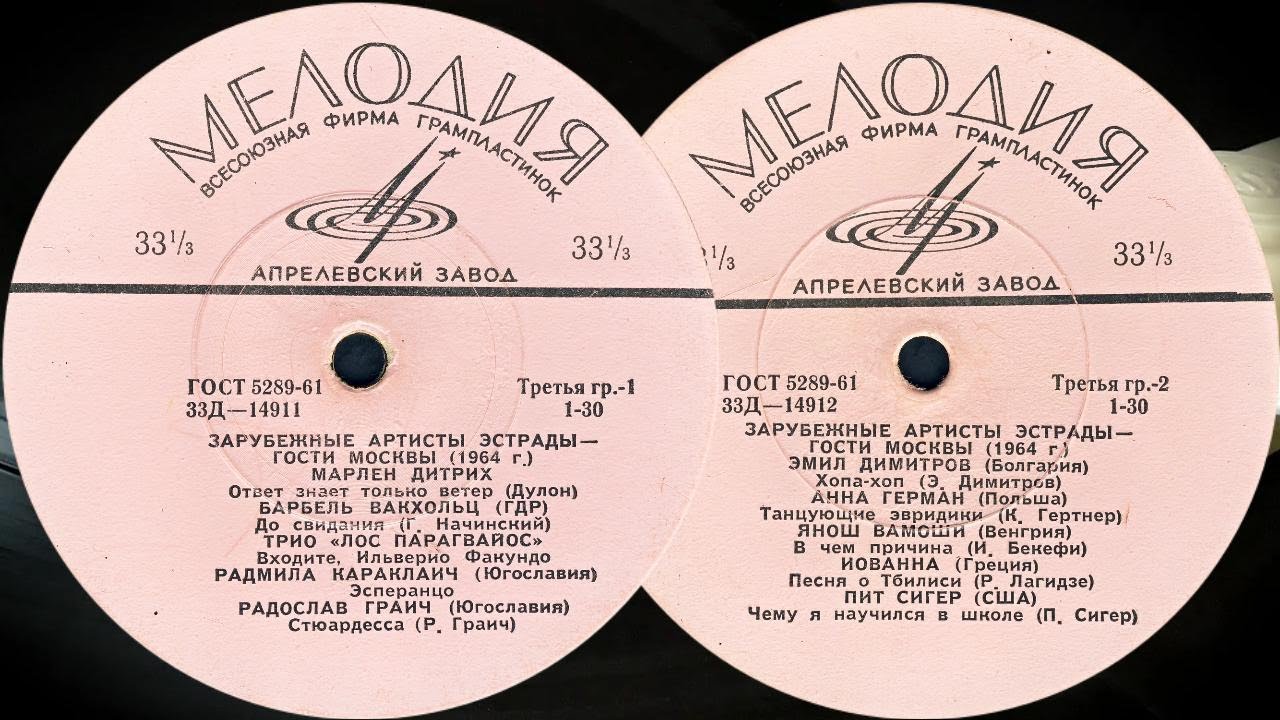 МЕЛОДИЯ
ВСЕСОЮЗНАЯ ФИРМА ГРАМПЛАСТИНОК
33⅓ 33⅓
АПРЕЛЕВСКИЙ ЗАВОД
ГОСТ 5289-61 Третья гр.-1
33Д—14911 1-30
ЗАРУБЕЖНЫЕ АРТИСТЫ ЭСТРАДЫ—
ГОСТИ МОСКВЫ (1964 г.)
МАРЛЕН ДИТРИХ
Ответ знает только ветер (Дулон)
БАРБЕЛЬ ВАКХОЛЬЦ (ГДР)
До свидания (Г. Начинский)
ТРИО «ЛОС ПАРАГВАЙОС»
Входите, Ильверио Факундо
РАДМИЛА КАРАКЛАИЧ (Югославия)
Эсперанцо
РАДОСЛАВ ГРАИЧ (Югославия)
Стюардесса (Р. Граич)
МЕЛОДИЯ
ВСЕСОЮЗНАЯ ФИРМА ГРАМПЛАСТИНОК
⅓ 33⅓
АПРЕЛЕВСКИЙ ЗАВОД
ГОСТ 5289-61 Третья гр.-2
33Д—14912 1-30
ЗАРУБЕЖНЫЕ АРТИСТЫ ЭСТРАДЫ—
ГОСТИ МОСКВЫ (1964 г.)
ЭМИЛ ДИМИТРОВ (Болгария)
Хопа-хоп (Э. Димитров)
АННА ГЕРМАН (Польша)
Танцующие эвридики (К. Гертнер)
ЯНОШ ВАМОШИ (Венгрия)
В чем причина (И. Бекефи)
ИОВАННА (Греция)
Песня о Тбилиси (Р. Лагидзе)
ПИТ СИГЕР (США)
Чему я научился в школе (П. Сигер)